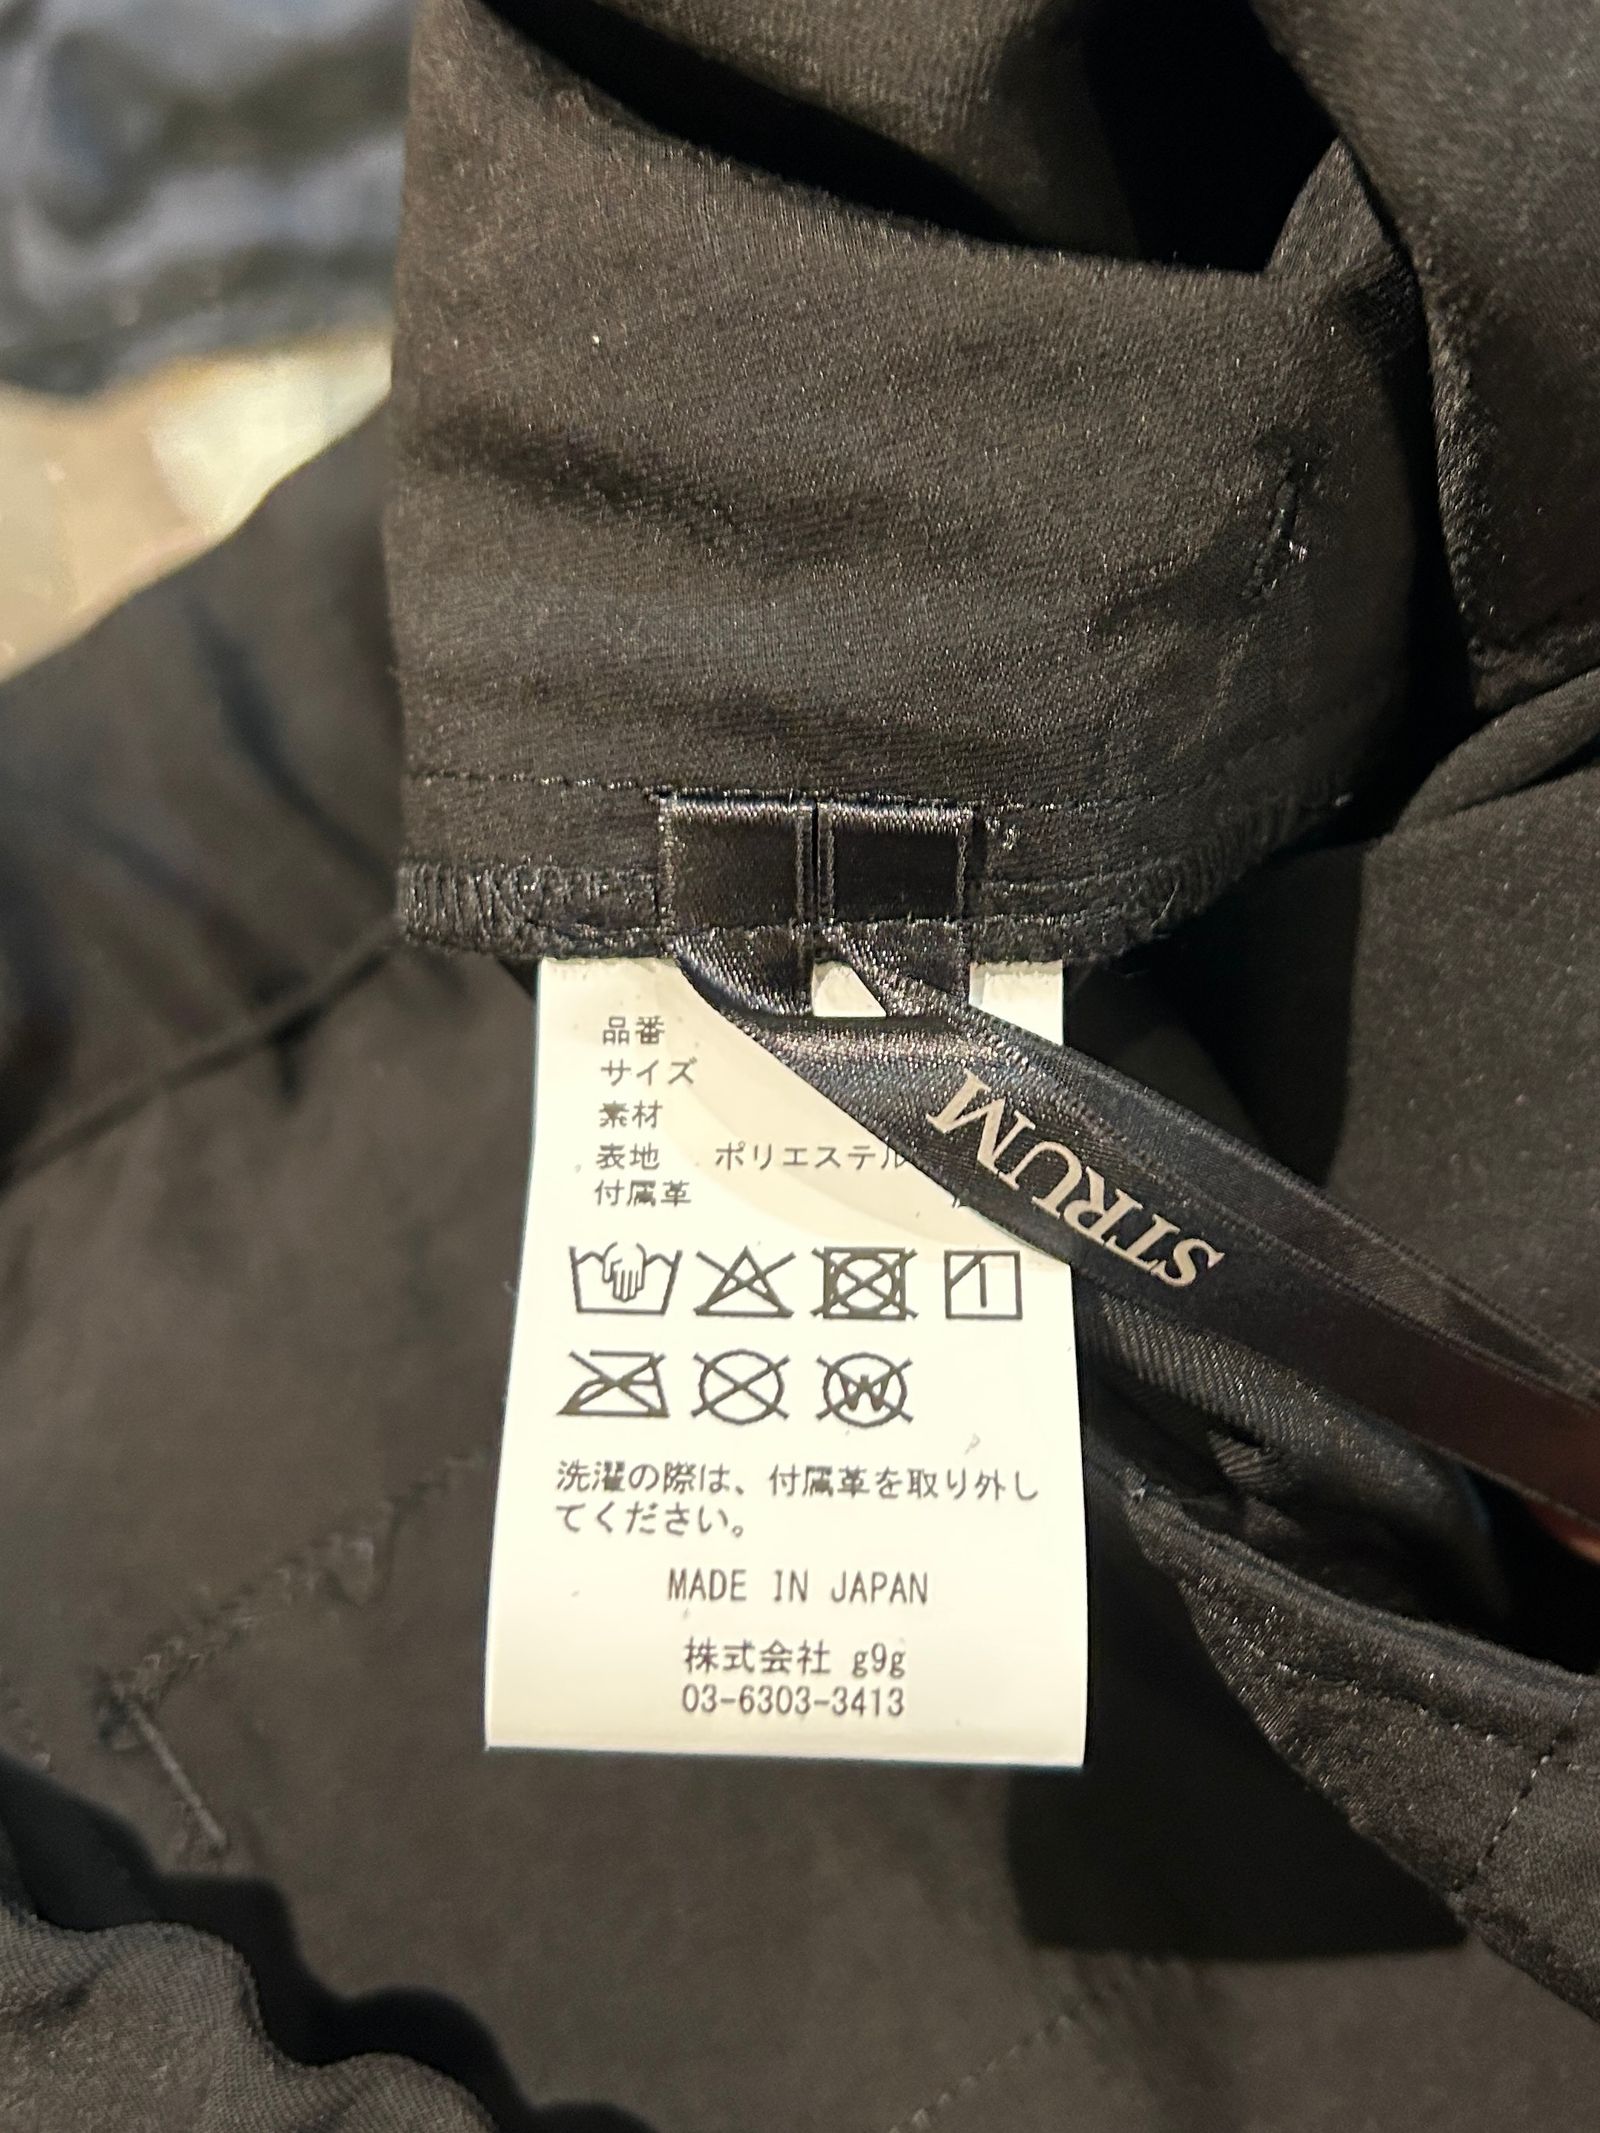 品番
サイズ
素材
表地 ポリエステル
付属革
STRUM
洗濯の際は、付属革を取り外し
てください。
MADE IN JAPAN
株式会社 g9g
03-6303-3413